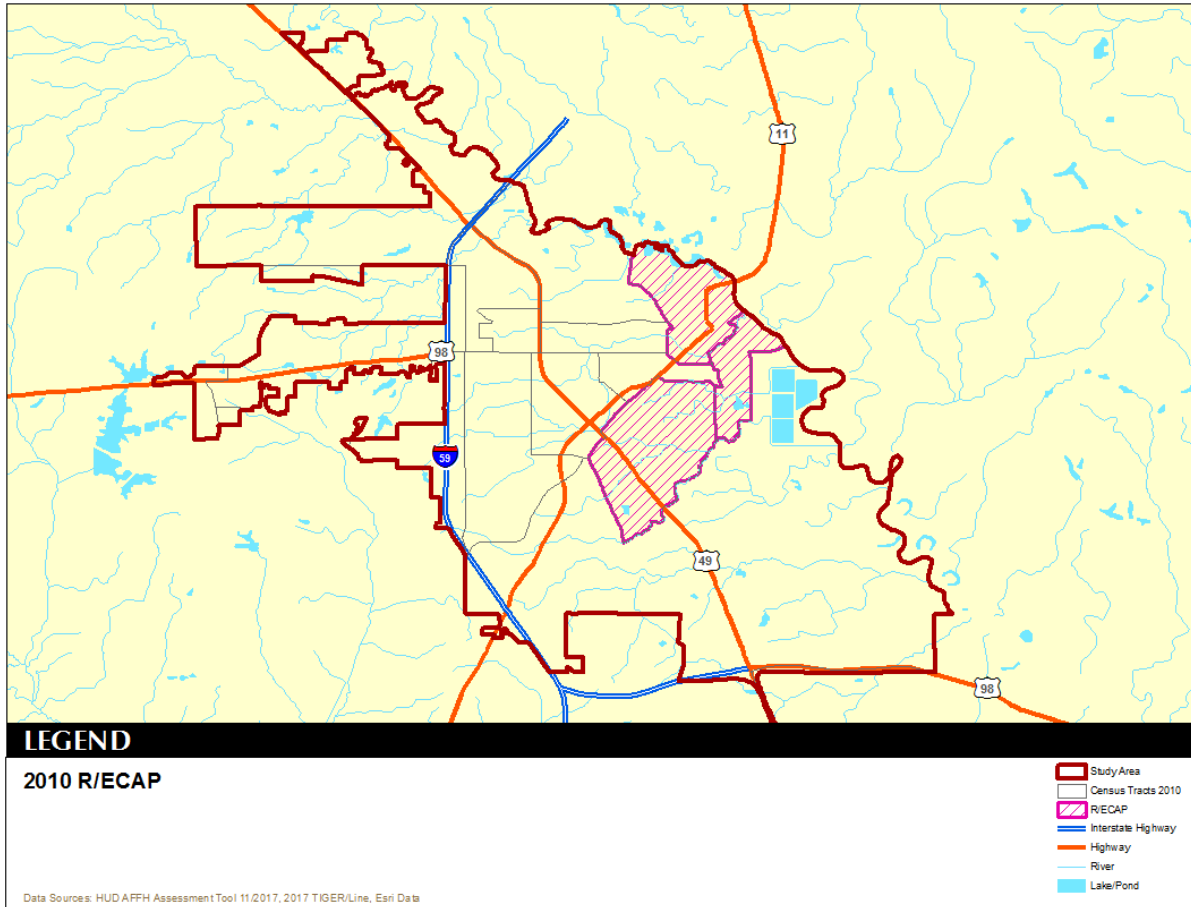 11
98
59
49
98
LEGEND
2010 R/ECAP
Study Area
Census Tracts 2010
R/ECAP
Interstate Highway
Highway
River
Lake/Pond
Data Sources: HUD AFFH Assessment Tool 11/2017, 2017 TIGER/Line, Esri Data